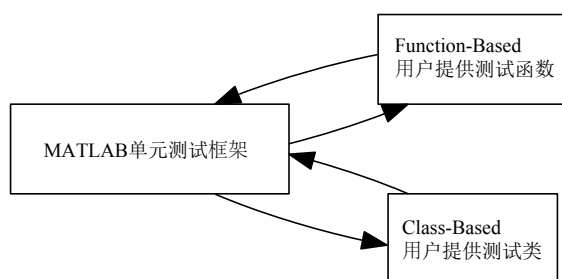 Function-Based
用户提供测试函数
MATLAB单元测试框架
Class-Based
用户提供测试类